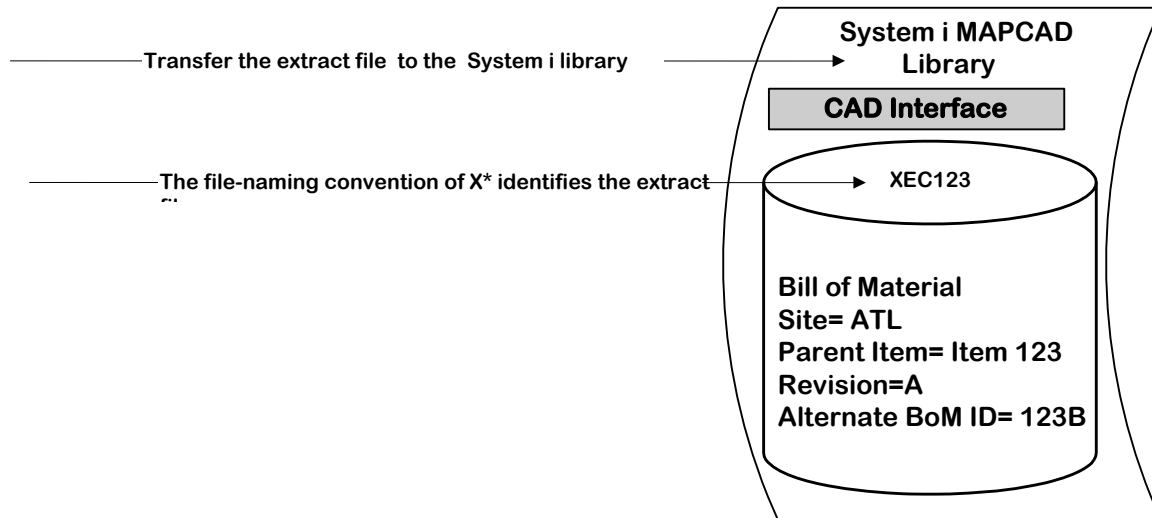 System i MAPCAD
Library
Transfer the extract file to the System i library
CAD Interface
The file-naming convention of X* identifies the extract
XEC123
Bill of Material
Site= ATL
Parent Item= Item 123
Revision=A
Alternate BoM ID= 123B